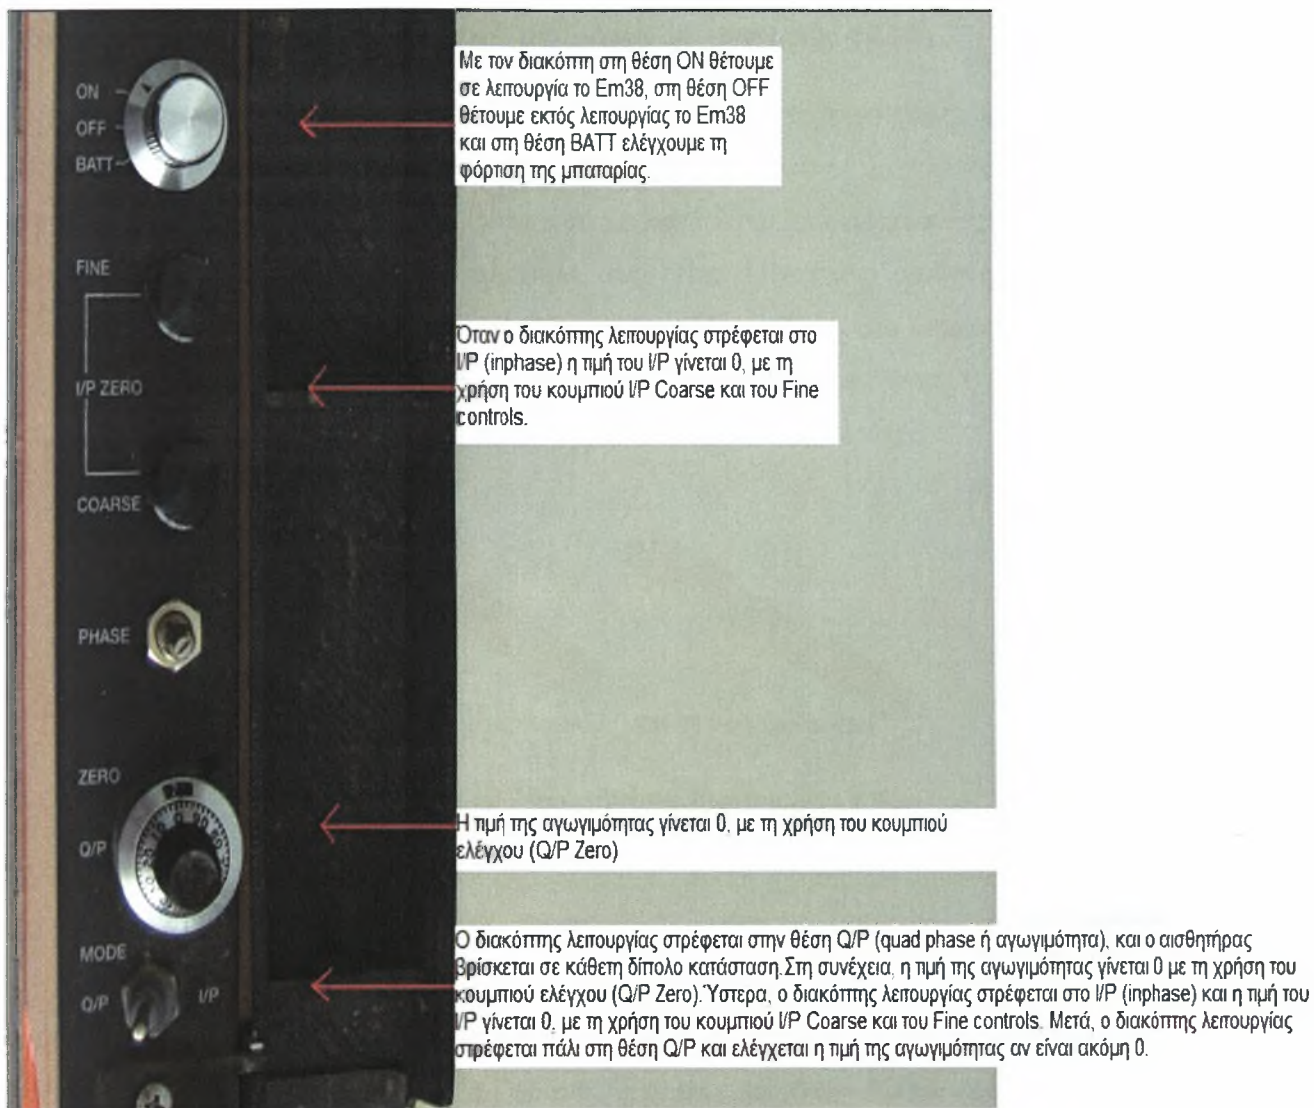 Με τον διακόπτη στη θέση ON θέτουμε
σε λειτουργία το Em38, στη θέση OFF
θέτουμε εκτός λειτουργίας το Em38
και στη θέση BATT ελέγχουμε τη
φόρτιση της μπαταρίας.
ON
OFF
BATT
FINE
Όταν ο διακόπτης λειτουργίας στρέφεται στο
I/P (inphase) η τιμή του I/P γίνεται 0, με τη
χρήση του κουμπιού I/P Coarse και του Fine
controls.
I/P ZERO
COARSE
PHASE
ZERO
Q/P
Η τιμή της αγωγιμότητας γίνεται 0, με τη χρήση του κουμπιού
ελέγχου (Q/P Zero)
MODE
Q/P
I/P
Ο διακόπτης λειτουργίας στρέφεται στην θέση Q/P (quad phase ή αγωγιμότητα), και ο αισθητήρας
βρίσκεται σε κάθετη δίπολο κατάσταση.Στη συνέχεια, η τιμή της αγωγιμότητας γίνεται 0 με τη χρήση του
κουμπιού ελέγχου (Q/P Zero).Ύστερα, ο διακόπτης λειτουργίας στρέφεται στο I/P (inphase) και η τιμή του
I/P γίνεται 0, με τη χρήση του κουμπιού I/P Coarse και του Fine controls. Μετά, ο διακόπτης λειτουργίας
στρέφεται πάλι στη θέση Q/P και ελέγχεται η τιμή της αγωγιμότητας αν είναι ακόμη 0.